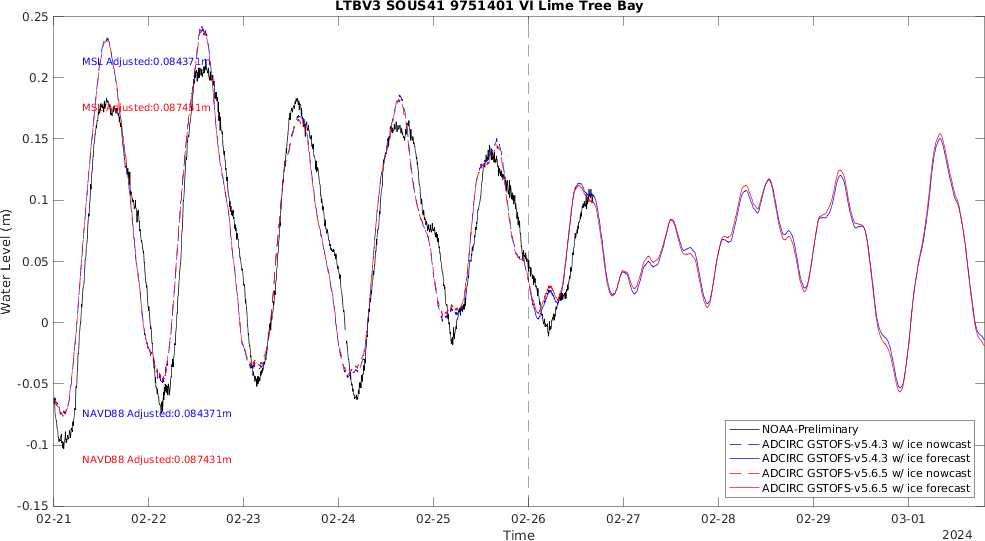 LTBV3 SOUS41 9751401 VI Lime Tree Bay
Water Level (m)
0.25
0.2
0.15
0.1
0.05
0
-0.05
-0.1
-0.15
MSL Adjusted:0.084371m
MSL Adjusted:0.087431m
NAVD88 Adjusted:0.084371m
NAVD88 Adjusted:0.087431m
NOAA-Preliminary
ADCIRC GSTOFS-v5.4.3 w/ ice nowcast
ADCIRC GSTOFS-v5.4.3 w/ ice forecast
ADCIRC GSTOFS-v5.6.5 w/ ice nowcast
ADCIRC GSTOFS-v5.6.5 w/ ice forecast
02-21 02-22 02-23 02-24 02-25 02-26 02-27 02-28 02-29 03-01
Time
2024